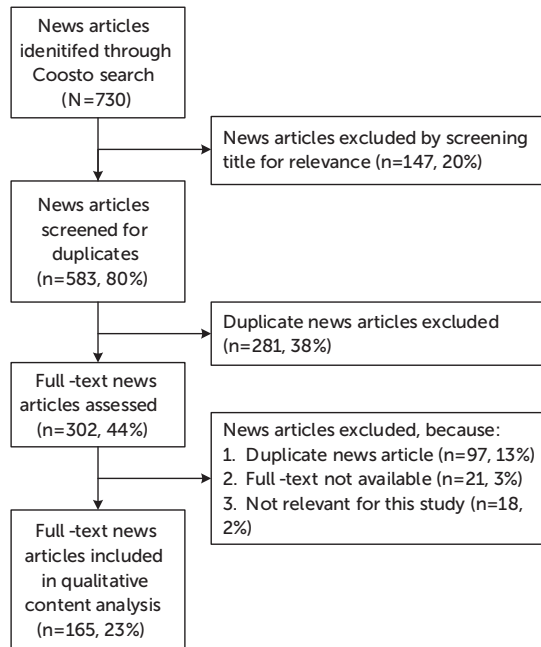 News articles
idenitifed through
Coosto search
(N=730)
News articles excluded by screening
title for relevance (n=147, 20%)
News articles
screened for
duplicates
(n=583, 80%)
Duplicate news articles excluded
(n=281, 38%)
Full -text news
articles assessed
(n=302, 44%)
News articles excluded, because:
1. Duplicate news article (n=97, 13%)
2. Full -text not available (n=21, 3%)
3. Not relevant for this study (n=18,
2%)
Full -text news
articles included
in qualitative
content analysis
(n=165, 23%)